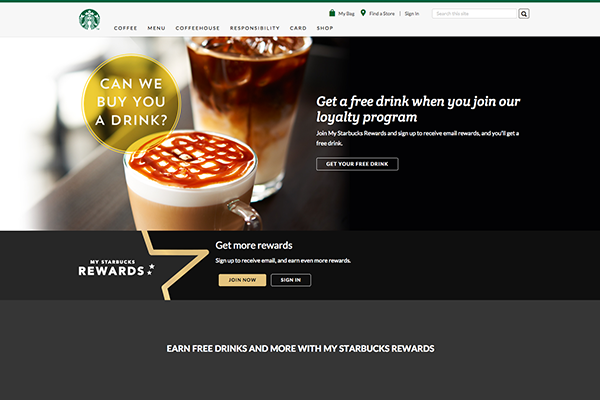 My Bag
Find a Store
|
Sign In
Search this site
COFFEE
MENU
COFFEEHOUSE
RESPONSIBILITY
CARD
SHOP
CAN WE
BUY YOU
A DRINK?
Get a free drink when you join our
loyalty program
Join My Starbucks Rewards and sign up to receive email rewards, and you'll get a
free drink.
GET YOUR FREE DRINK
MY STARBUCKS
REWARDS
Get more rewards
Sign up to receive email, and earn even more rewards.
JOIN NOW
SIGN IN
EARN FREE DRINKS AND MORE WITH MY STARBUCKS REWARDS